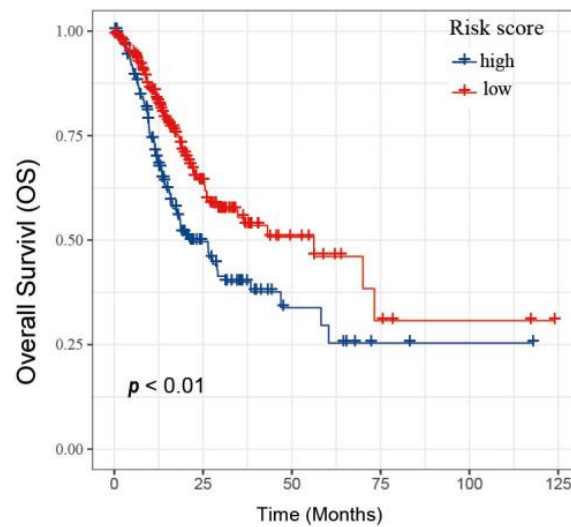 Risk score
high
low
1.00
0.75
0.50
0.25
0.00
Overall Survivl (OS)
p < 0.01
0
25
50
75
100
125
Time (Months)